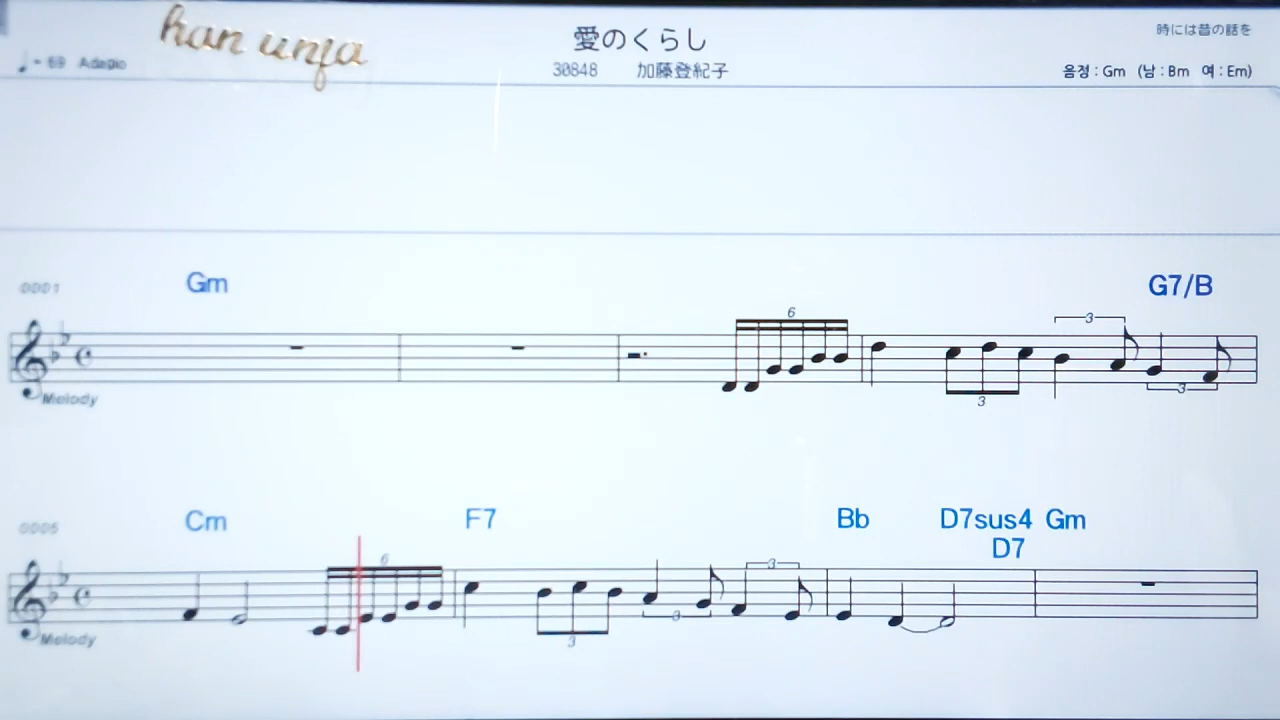 han unja
愛のくらし
時には昔の話を
♩= 69 Adagio
30848 加藤登紀子
음정 : Gm (남 : Bm 여 : Em)
0001 Gm G7/B
6
3
3
3
Melody
0005 Cm F7 Bb D7sus4 Gm
D7
6
3
3
3
Melody